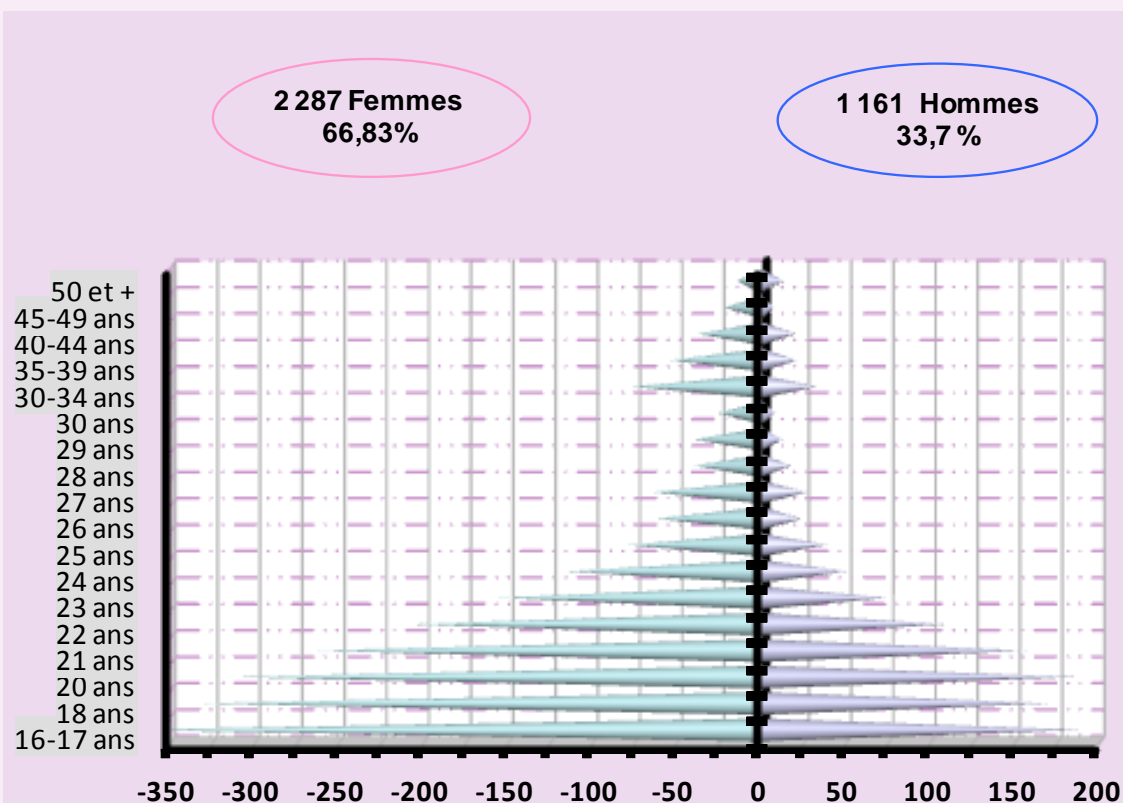 2 287 Femmes
66,83%
1 161 Hommes
33,7 %
50 et +
45-49 ans
40-44 ans
35-39 ans
30-34 ans
30 ans
29 ans
28 ans
27 ans
26 ans
25 ans
24 ans
23 ans
22 ans
21 ans
20 ans
18 ans
16-17 ans
-350 -300 -250 -200 -150 -100 -50 0 50 100 150 200